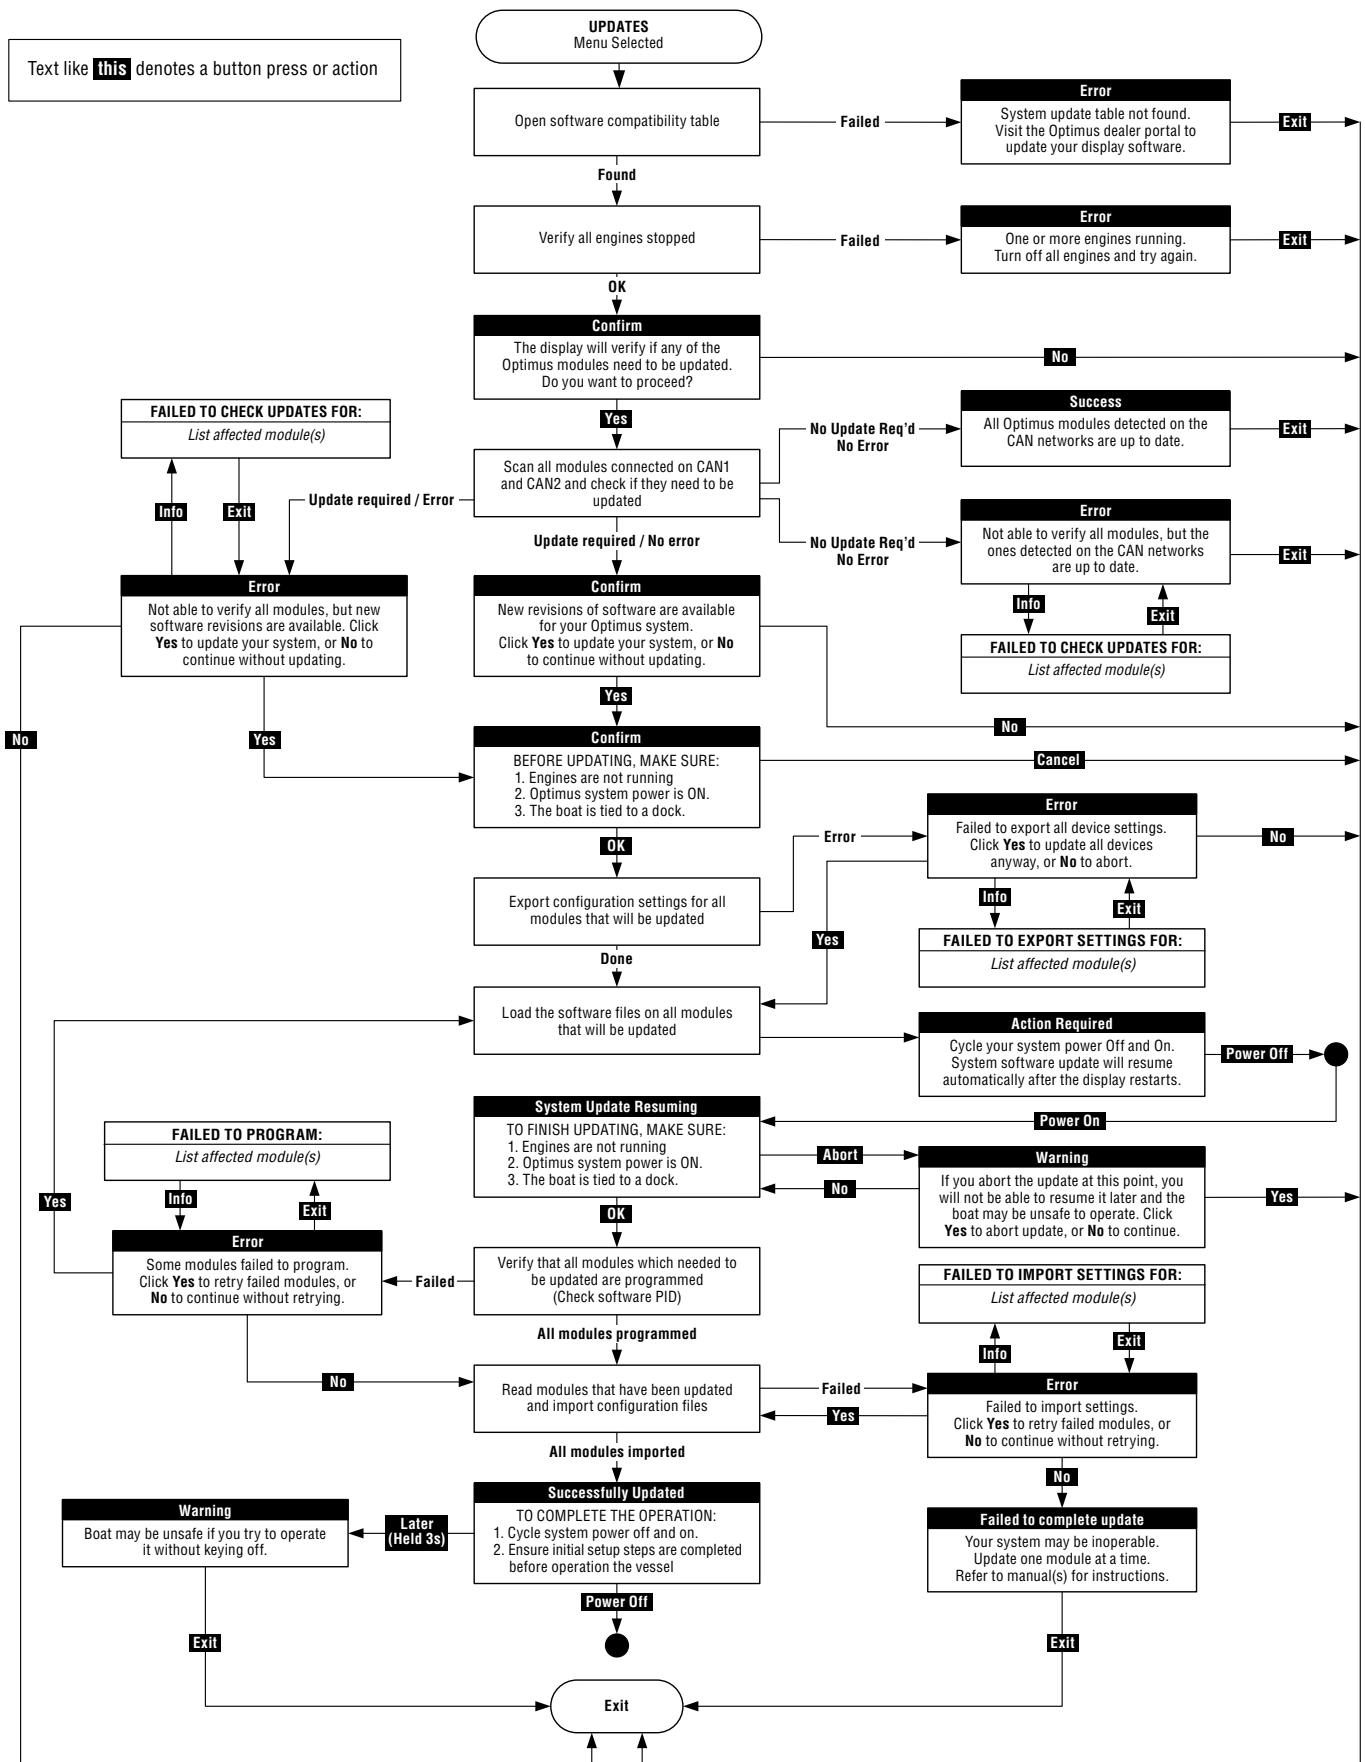 UPDATES
Menu Selected
Text like this denotes a button press or action
Open software compatibility table
Failed
Error
System update table not found.
Visit the Optimus dealer portal to
update your display software.
Exit
Found
Verify all engines stopped
Failed
Error
One or more engines running.
Turn off all engines and try again.
Exit
OK
Confirm
The display will verify if any of the
Optimus modules need to be updated.
Do you want to proceed?
No
Yes
FAILED TO CHECK UPDATES FOR:
List affected module(s)
Info
Exit
Scan all modules connected on CAN1
and CAN2 and check if they need to be
updated
No Update Req'd
No Error
Success
All Optimus modules detected on the
CAN networks are up to date.
Exit
Update required / Error
Update required / No error
No Update Req'd
No Error
Error
Not able to verify all modules, but the
ones detected on the CAN networks
are up to date.
Exit
Info
Exit
FAILED TO CHECK UPDATES FOR:
List affected module(s)
Error
Not able to verify all modules, but new
software revisions are available. Click
Yes to update your system, or No to
continue without updating.
Confirm
New revisions of software are available
for your Optimus system.
Click Yes to update your system, or No
to continue without updating.
Yes
No
No
Yes
Confirm
BEFORE UPDATING, MAKE SURE:
1. Engines are not running
2. Optimus system power is ON.
3. The boat is tied to a dock.
Cancel
OK
Error
Error
Failed to export all device settings.
Click Yes to update all devices
anyway, or No to abort.
No
Info
Exit
FAILED TO EXPORT SETTINGS FOR:
List affected module(s)
Export configuration settings for all
modules that will be updated
Yes
Done
Load the software files on all modules
that will be updated
Action Required
Cycle your system power Off and On.
System software update will resume
automatically after the display restarts.
Power Off
Power On
System Update Resuming
TO FINISH UPDATING, MAKE SURE:
1. Engines are not running
2. Optimus system power is ON.
3. The boat is tied to a dock.
Abort
No
Warning
If you abort the update at this point, you
will not be able to resume it later and the
boat may be unsafe to operate. Click
Yes to abort update, or No to continue.
Yes
OK
FAILED TO PROGRAM:
List affected module(s)
Yes
Info
Exit
Error
Some modules failed to program.
Click Yes to retry failed modules, or
No to continue without retrying.
Failed
Verify that all modules which needed to
be updated are programmed
(Check software PID)
FAILED TO IMPORT SETTINGS FOR:
List affected module(s)
Info
Exit
All modules programmed
No
Read modules that have been updated
and import configuration files
Failed
Yes
Error
Failed to import settings.
Click Yes to retry failed modules, or
No to continue without retrying.
All modules imported
No
Successfully Updated
TO COMPLETE THE OPERATION:
1. Cycle system power off and on.
2. Ensure initial setup steps are completed
before operation the vessel
Later
(Held 3s)
Warning
Boat may be unsafe if you try to operate
it without keying off.
Failed to complete update
Your system may be inoperable.
Update one module at a time.
Refer to manual(s) for instructions.
Power Off
Exit
Exit
Exit